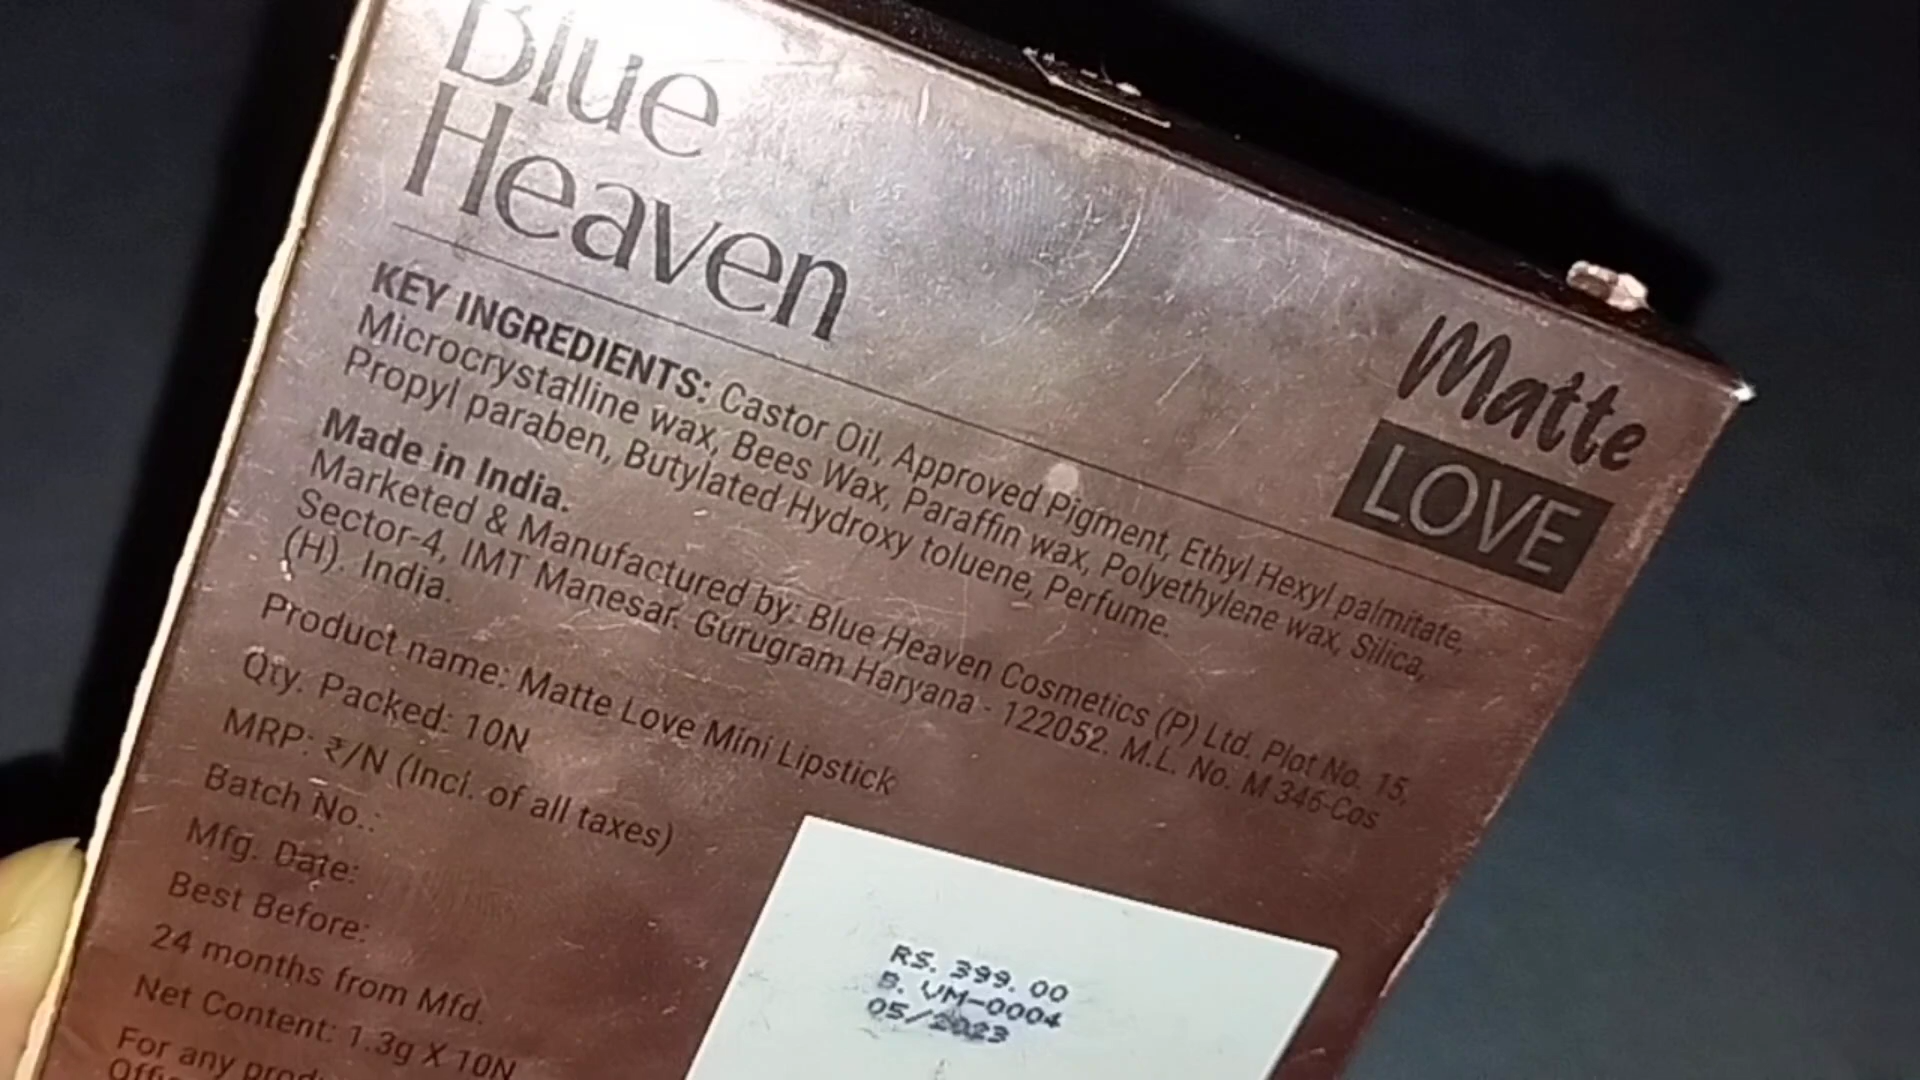 Blue
Heaven
Matte
LOVE
KEY INGREDIENTS: Castor Oil, Approved Pigment, Ethyl Hexyl palmitate,
Microcrystalline wax, Bees Wax, Paraffin wax, Polyethylene wax, Silica,
Propyl paraben, Butylated Hydroxy toluene, Perfume.
Made in India.
Marketed & Manufactured by: Blue Heaven Cosmetics (P) Ltd. Plot No. 15,
Sector-4, IMT Manesar. Gurugram Haryana - 122052. M.L. No. M 346-Cos
(H). India.
Product name: Matte Love Mini Lipstick
Qty. Packed: 10N
MRP: ₹/N (Incl. of all taxes)
Batch No.:
Mfg. Date:
Best Before:
24 months from Mfd.
Net Content: 1.3g X 10N
For any
RS. 399.00
B. VM-0004
05/2023